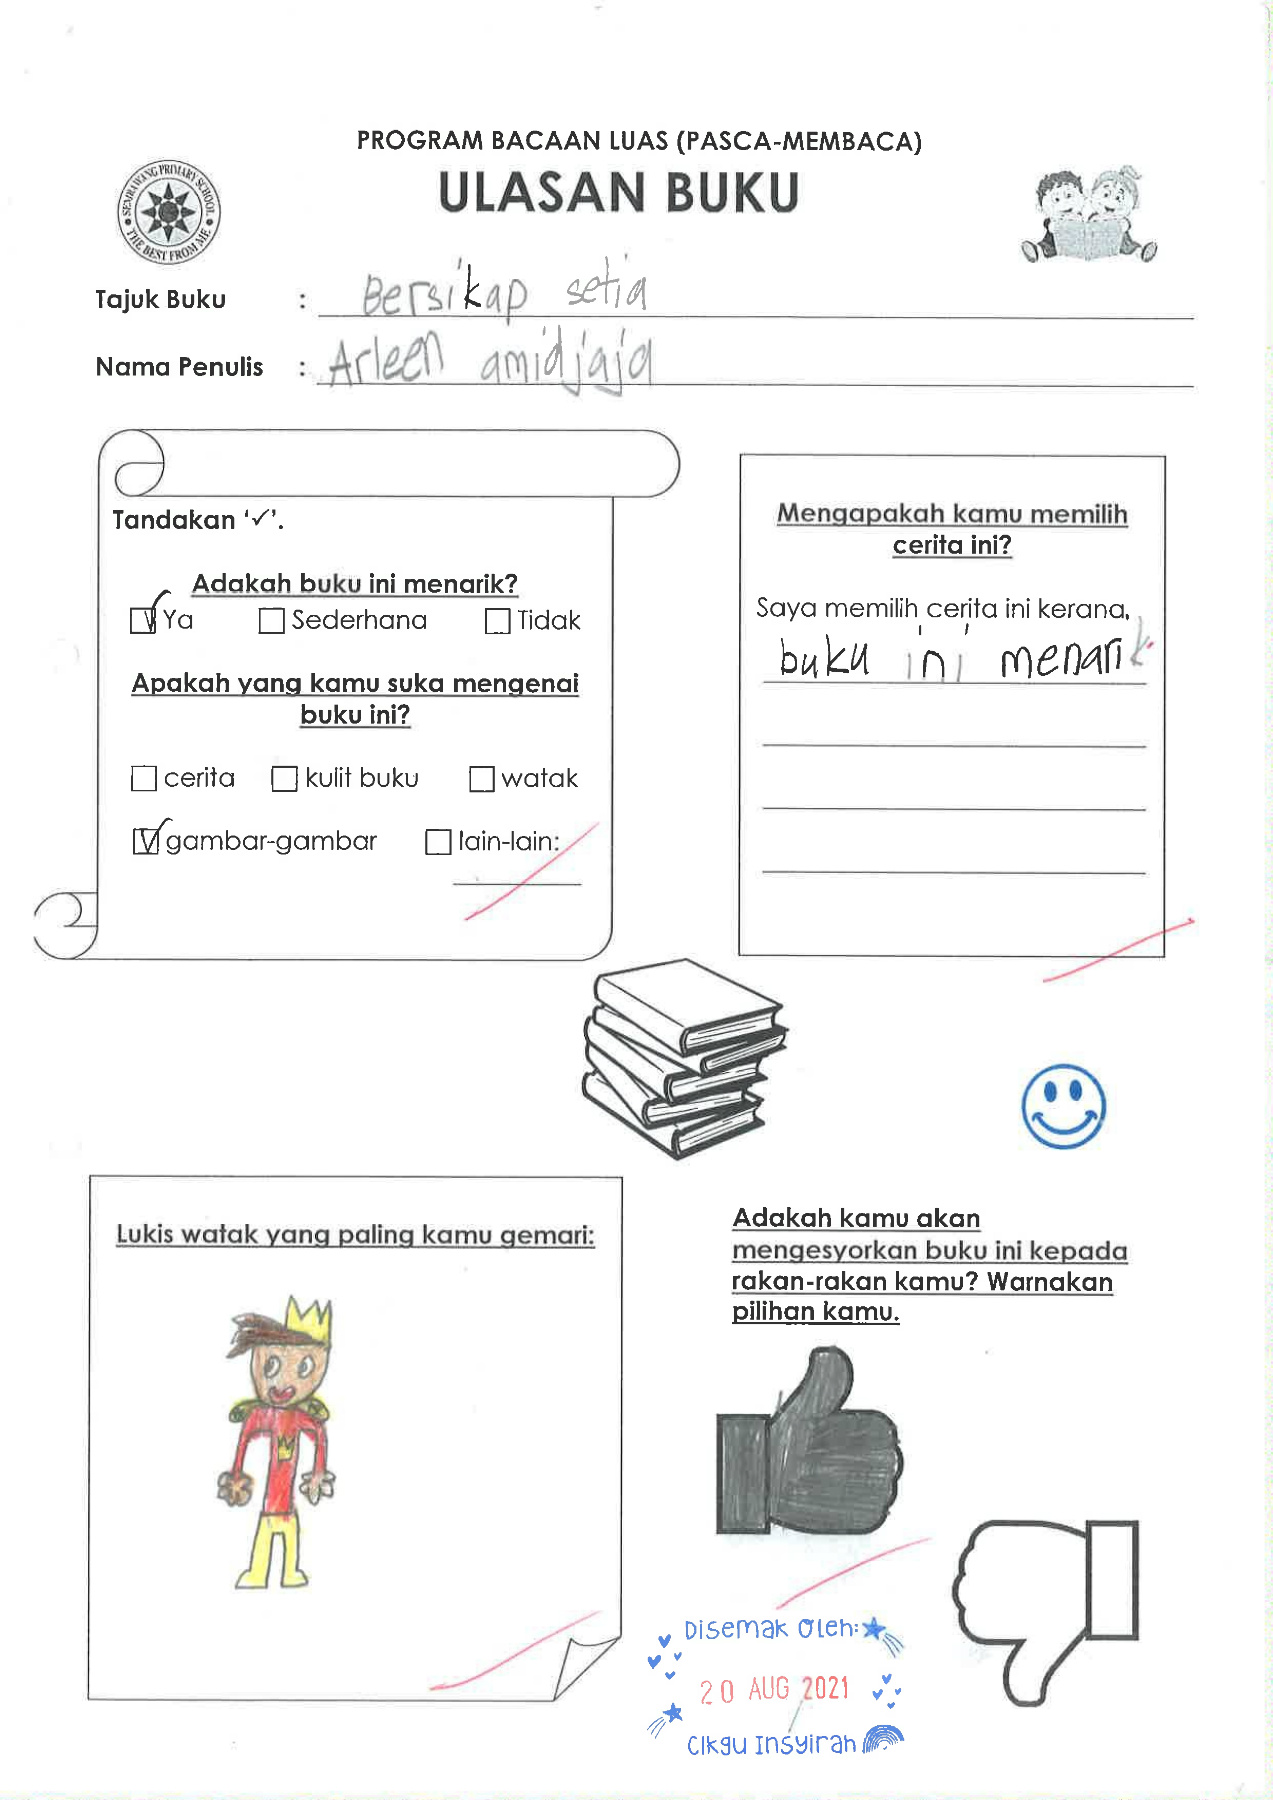 PROGRAM BACAAN LUAS (PASCA-MEMBACA)
ULASAN BUKU
SEMBAWANG PRIMARY SCHOOL
THE BEST FROM ME
Tajuk Buku : Bersikap setia
Nama Penulis : Arleen amidjaja
Tandakan '✓'.
Adakah buku ini menarik?
Ya Sederhana Tidak
Apakah yang kamu suka mengenai
buku ini?
cerita kulit buku watak
gambar-gambar lain-lain:
Mengapakah kamu memilih
cerita ini?
Saya memilih cerita ini kerana,
buku ini menarik
Lukis watak yang paling kamu gemari:
Adakah kamu akan
mengesyorkan buku ini kepada
rakan-rakan kamu? Warnakan
pilihan kamu.
Disemak Oleh:
20 AUG 2021
Cikgu Insyirah